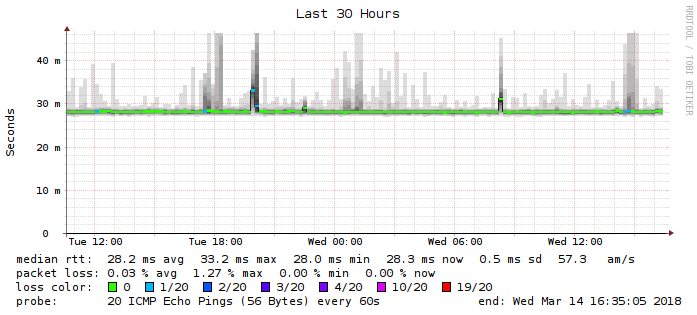 Last 30 Hours
RRDTOOL / TOBI OETIKER
Seconds
40 m
30 m
20 m
10 m
0
Tue 12:00 Tue 18:00 Wed 00:00 Wed 06:00 Wed 12:00
median rtt: 28.2 ms avg 33.2 ms max 28.0 ms min 28.3 ms now 0.5 ms sd 57.3 am/s
packet loss: 0.03 % avg 1.27 % max 0.00 % min 0.00 % now
loss color: 0 1/20 2/20 3/20 4/20 10/20 19/20
probe: 20 ICMP Echo Pings (56 Bytes) every 60s end: Wed Mar 14 16:35:05 2018